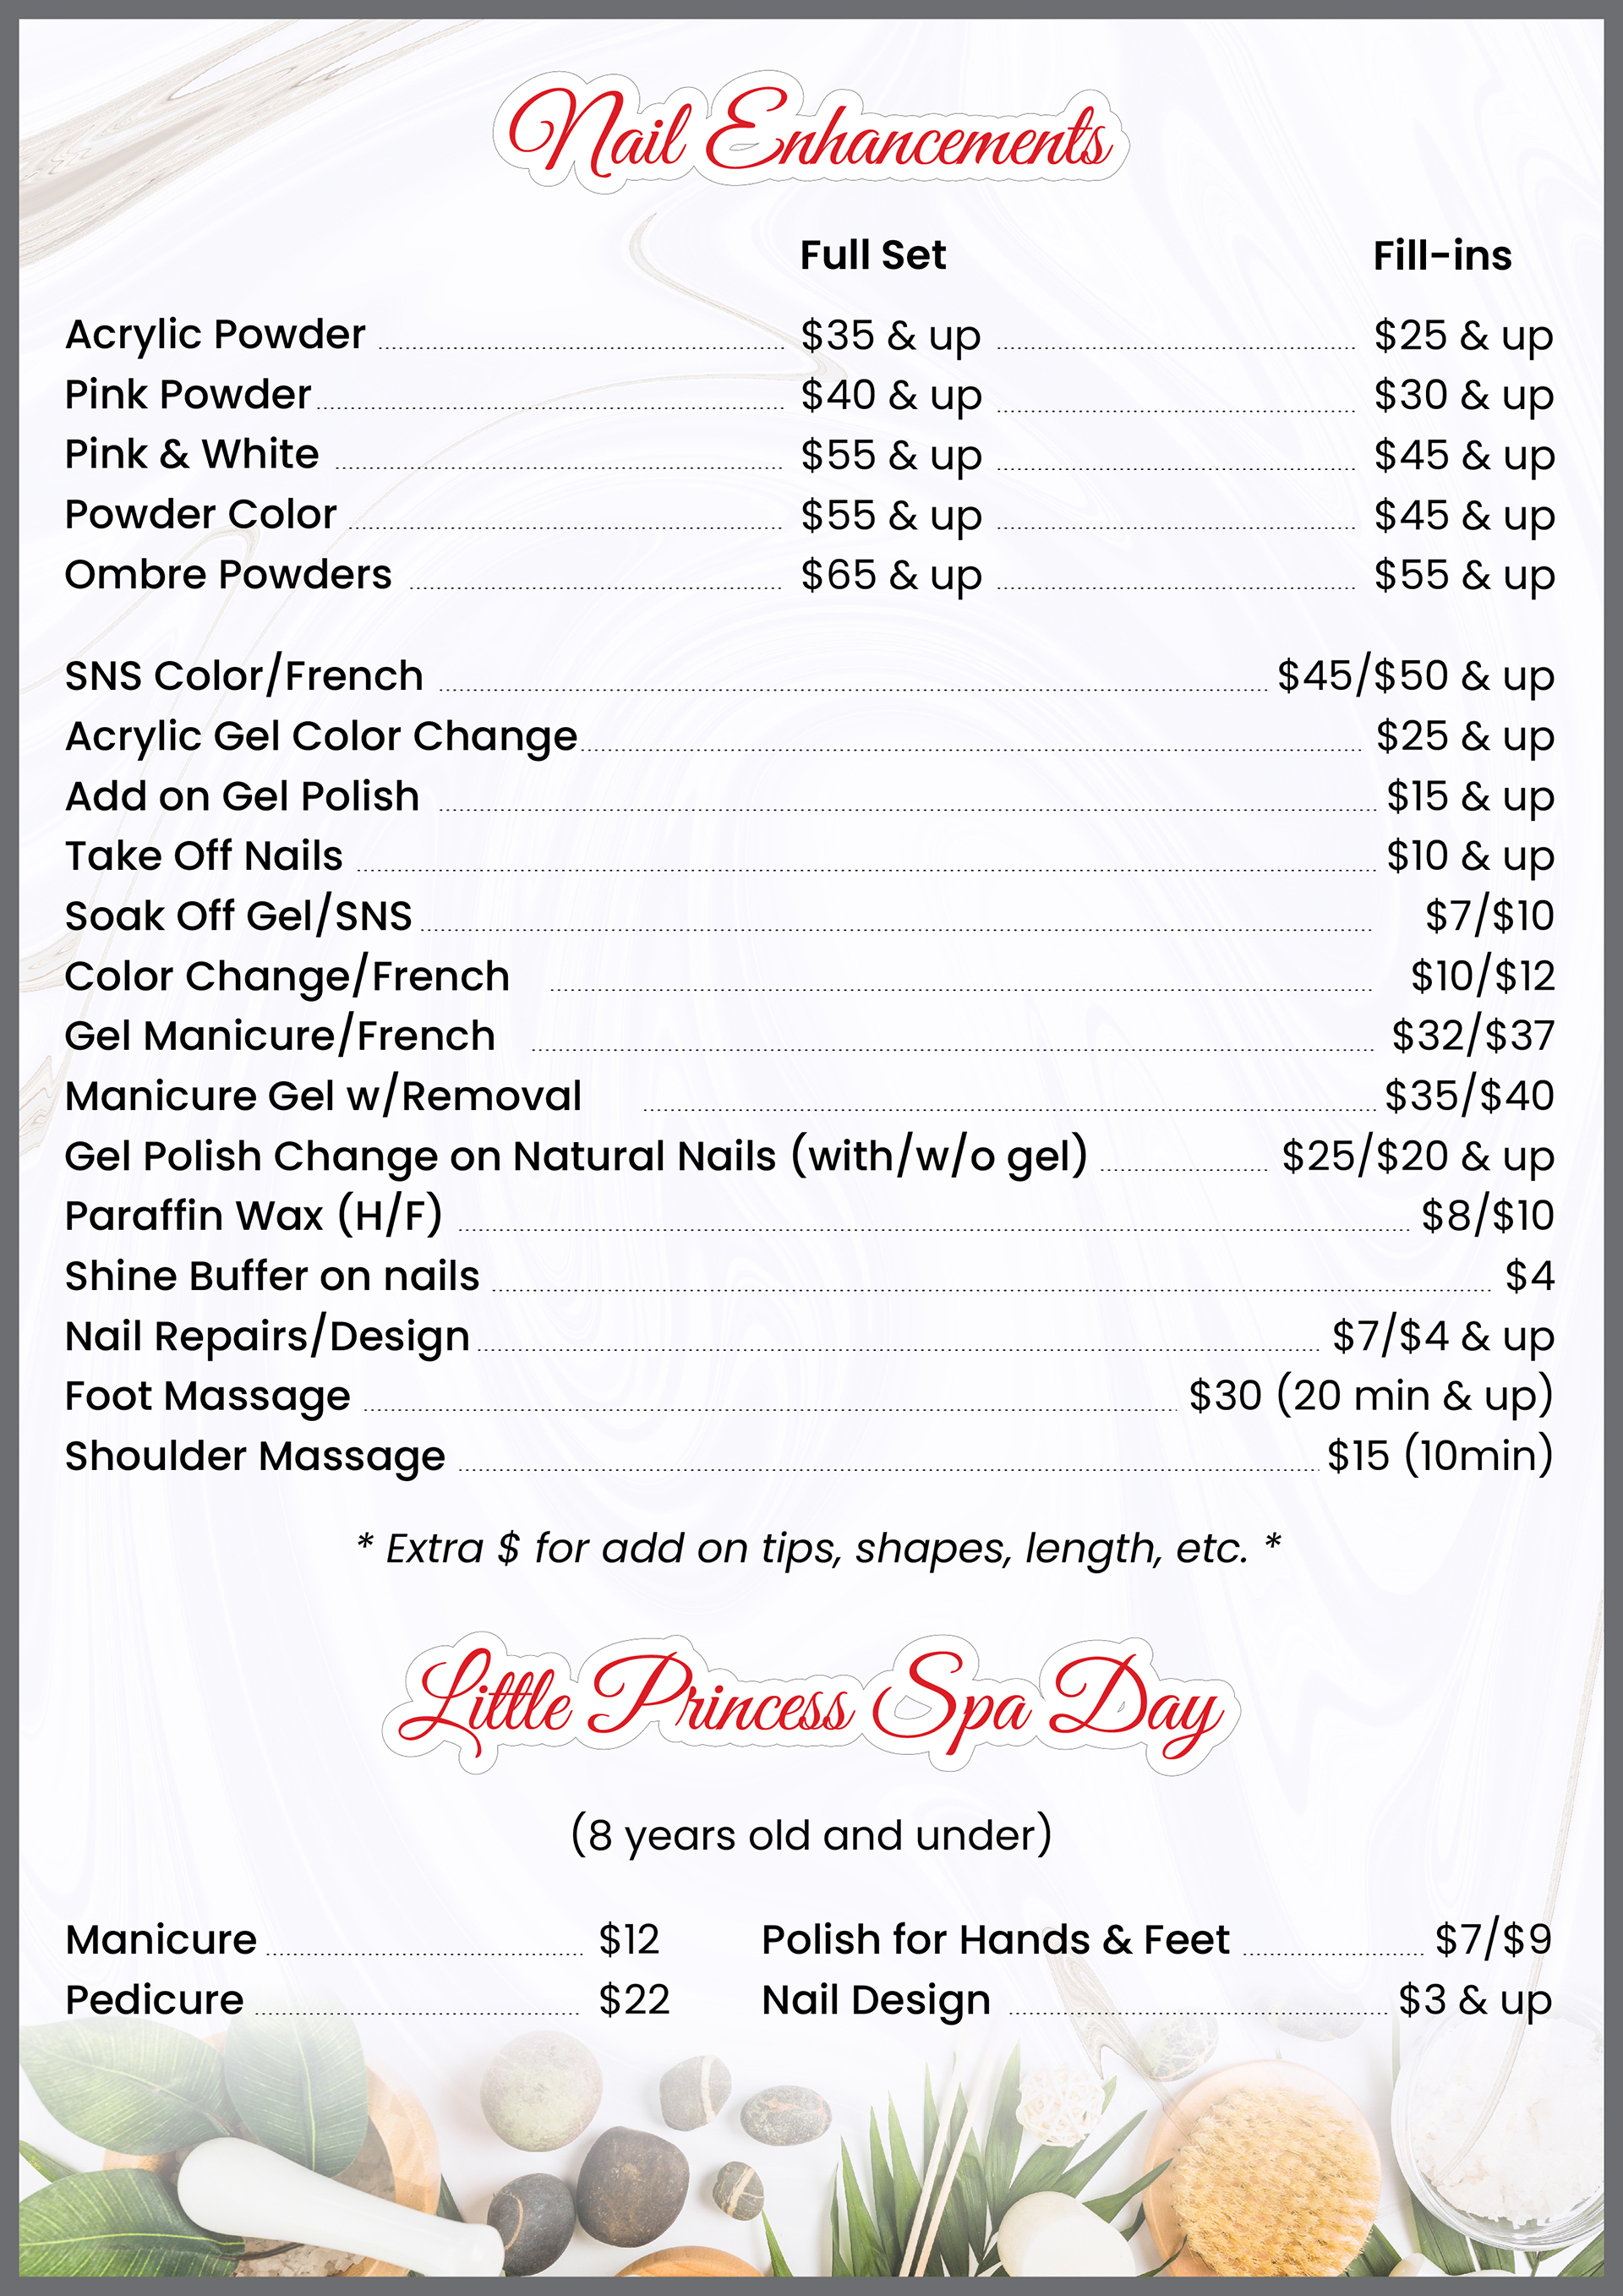 Nail Enhancements
Full Set Fill-ins
Acrylic Powder $35 & up $25 & up
Pink Powder $40 & up $30 & up
Pink & White $55 & up $45 & up
Powder Color $55 & up $45 & up
Ombre Powders $65 & up $55 & up
SNS Color/French $45/$50 & up
Acrylic Gel Color Change $25 & up
Add on Gel Polish $15 & up
Take Off Nails $10 & up
Soak Off Gel/SNS $7/$10
Color Change/French $10/$12
Gel Manicure/French $32/$37
Manicure Gel w/Removal $35/$40
Gel Polish Change on Natural Nails (with/w/o gel) $25/$20 & up
Paraffin Wax (H/F) $8/$10
Shine Buffer on nails $4
Nail Repairs/Design $7/$4 & up
Foot Massage $30 (20 min & up)
Shoulder Massage $15 (10min)
* Extra $ for add on tips, shapes, length, etc. *
Little Princess Spa Day
(8 years old and under)
Manicure $12 Polish for Hands & Feet $7/$9
Pedicure $22 Nail Design $3 & up